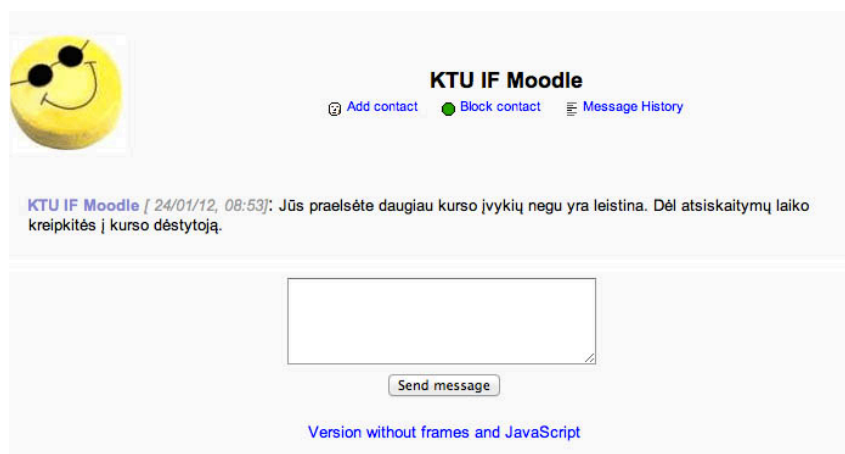 KTU IF Moodle
Add contact Block contact Message History
KTU IF Moodle [ 24/01/12, 08:53]: Jūs praelsėte daugiau kurso įvykių negu yra leistina. Dėl atsiskaitymų laiko
kreipkitės į kurso dėstytoją.
Send message
Version without frames and JavaScript